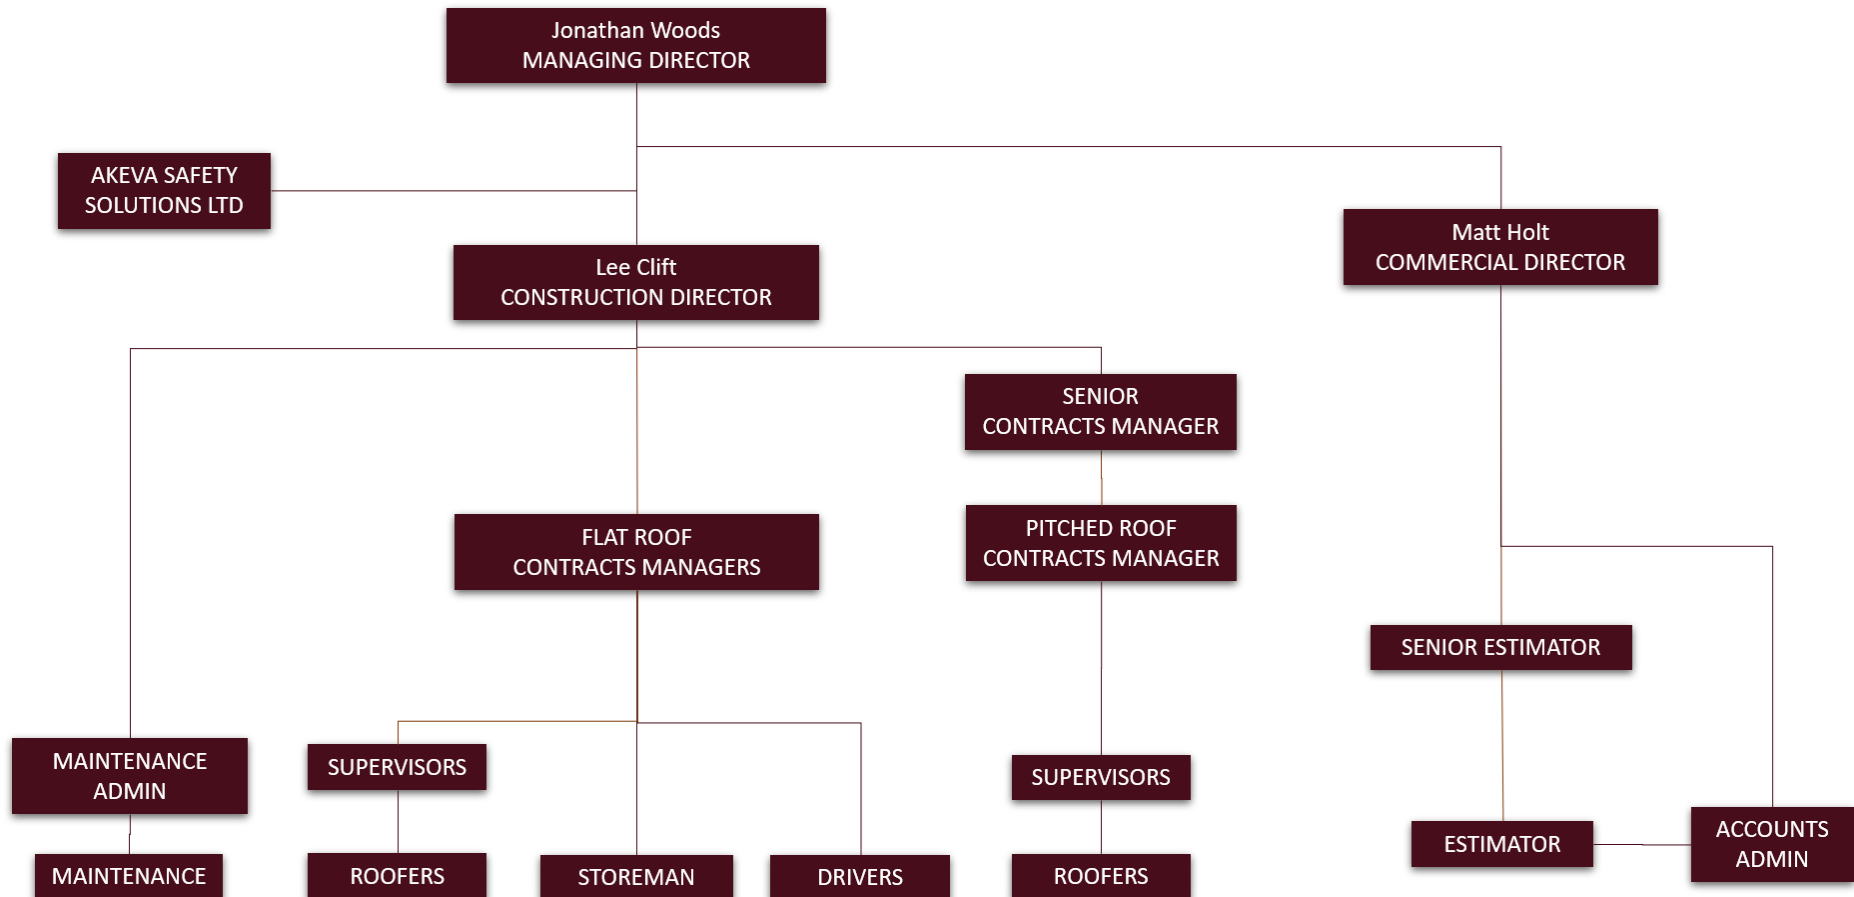 Jonathan Woods
MANAGING DIRECTOR
AKEVA SAFETY
SOLUTIONS LTD
Matt Holt
COMMERCIAL DIRECTOR
Lee Clift
CONSTRUCTION DIRECTOR
SENIOR
CONTRACTS MANAGER
FLAT ROOF
CONTRACTS MANAGERS
PITCHED ROOF
CONTRACTS MANAGER
SENIOR ESTIMATOR
MAINTENANCE
ADMIN
SUPERVISORS
SUPERVISORS
ESTIMATOR
ACCOUNTS
ADMIN
MAINTENANCE
ROOFERS
STOREMAN
DRIVERS
ROOFERS